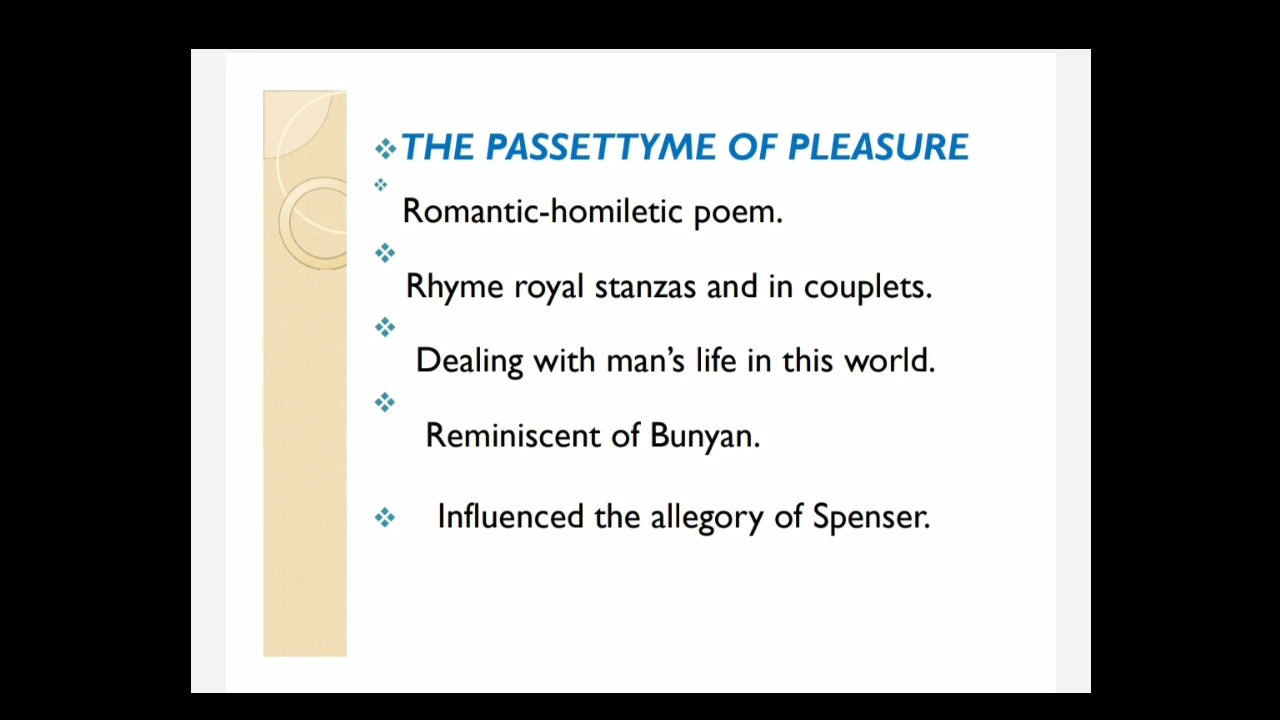 THE PASSETTYME OF PLEASURE
Romantic-homiletic poem.
Rhyme royal stanzas and in couplets.
Dealing with man's life in this world.
Reminiscent of Bunyan.
Influenced the allegory of Spenser.